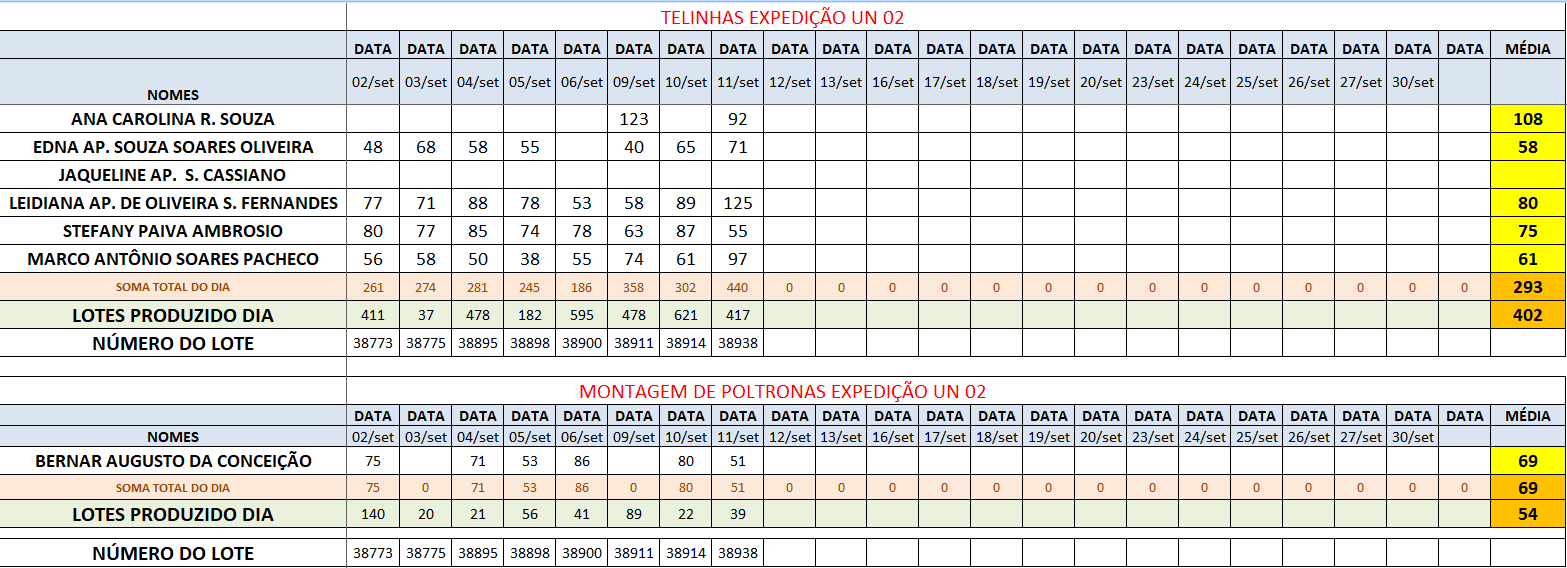 TELINHAS EXPEDIÇÃO UN 02
DATA DATA DATA DATA DATA DATA DATA DATA DATA DATA DATA DATA DATA DATA DATA DATA DATA DATA DATA DATA DATA DATA MÉDIA
NOMES 02/set 03/set 04/set 05/set 06/set 09/set 10/set 11/set 12/set 13/set 16/set 17/set 18/set 19/set 20/set 23/set 24/set 25/set 26/set 27/set 30/set
ANA CAROLINA R. SOUZA 123 92 108
EDNA AP. SOUZA SOARES OLIVEIRA 48 68 58 55 40 65 71 58
JAQUELINE AP. S. CASSIANO
LEIDIANA AP. DE OLIVEIRA S. FERNANDES 77 71 88 78 53 58 89 125 80
STEFANY PAIVA AMBROSIO 80 77 85 74 78 63 87 55 75
MARCO ANTÔNIO SOARES PACHECO 56 58 50 38 55 74 61 97 61
SOMA TOTAL DO DIA 261 274 281 245 186 358 302 440 0 0 0 0 0 0 0 0 0 0 0 0 0 0 293
LOTES PRODUZIDO DIA 411 37 478 182 595 478 621 417 402
NÚMERO DO LOTE 38773 38775 38895 38898 38900 38911 38914 38938
MONTAGEM DE POLTRONAS EXPEDIÇÃO UN 02
DATA DATA DATA DATA DATA DATA DATA DATA DATA DATA DATA DATA DATA DATA DATA DATA DATA DATA DATA DATA DATA DATA MÉDIA
NOMES 02/set 03/set 04/set 05/set 06/set 09/set 10/set 11/set 12/set 13/set 16/set 17/set 18/set 19/set 20/set 23/set 24/set 25/set 26/set 27/set 30/set
BERNAR AUGUSTO DA CONCEIÇÃO 75 71 53 86 80 51 69
SOMA TOTAL DO DIA 75 0 71 53 86 0 80 51 0 0 0 0 0 0 0 0 0 0 0 0 0 0 69
LOTES PRODUZIDO DIA 140 20 21 56 41 89 22 39 54
NÚMERO DO LOTE 38773 38775 38895 38898 38900 38911 38914 38938